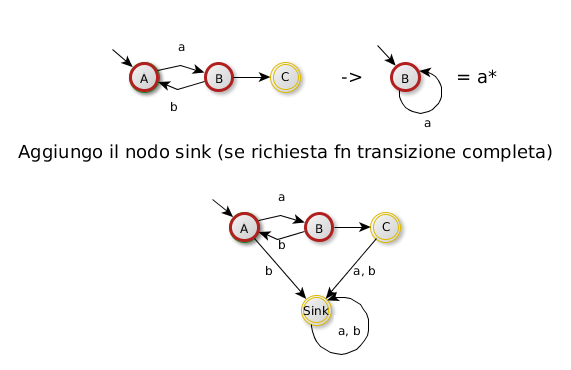 a
A B C -> B = a*
b
a
Aggiungo il nodo sink (se richiesta fn transizione completa)
a
A B C
b
b a, b
Sink
a, b